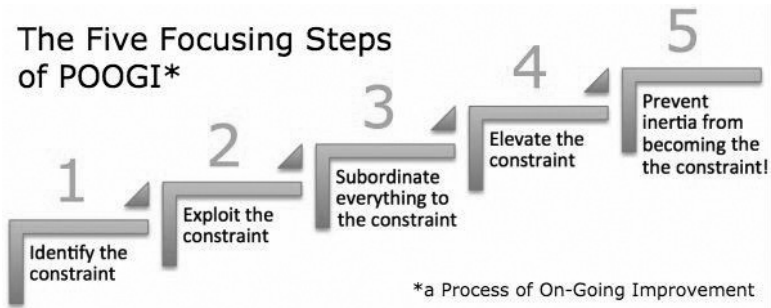 The Five Focusing Steps
of POOGI*
1
Identify the
constraint
2
Exploit the
constraint
3
Subordinate
everything to
the constraint
4
Elevate the
constraint
5
Prevent
inertia from
becoming the
the constraint!
*a Process of On-Going Improvement